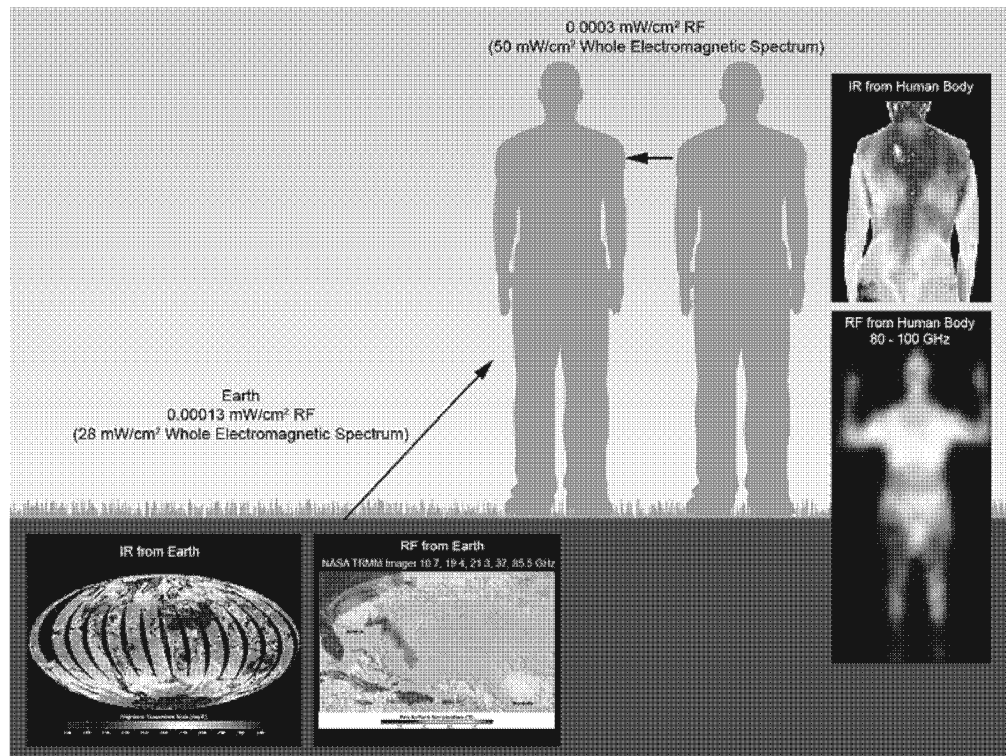 0.0003 mW/cm² RF
(50 mW/cm² Whole Electromagnetic Spectrum)
IR from Human Body
RF from Human Body
80 - 100 GHz
Earth
0.00013 mW/cm² RF
(28 mW/cm² Whole Electromagnetic Spectrum)
IR from Earth
RF from Earth
NASA TRMM Imager 10.7, 19.4, 21.3, 37, 85.5 GHz